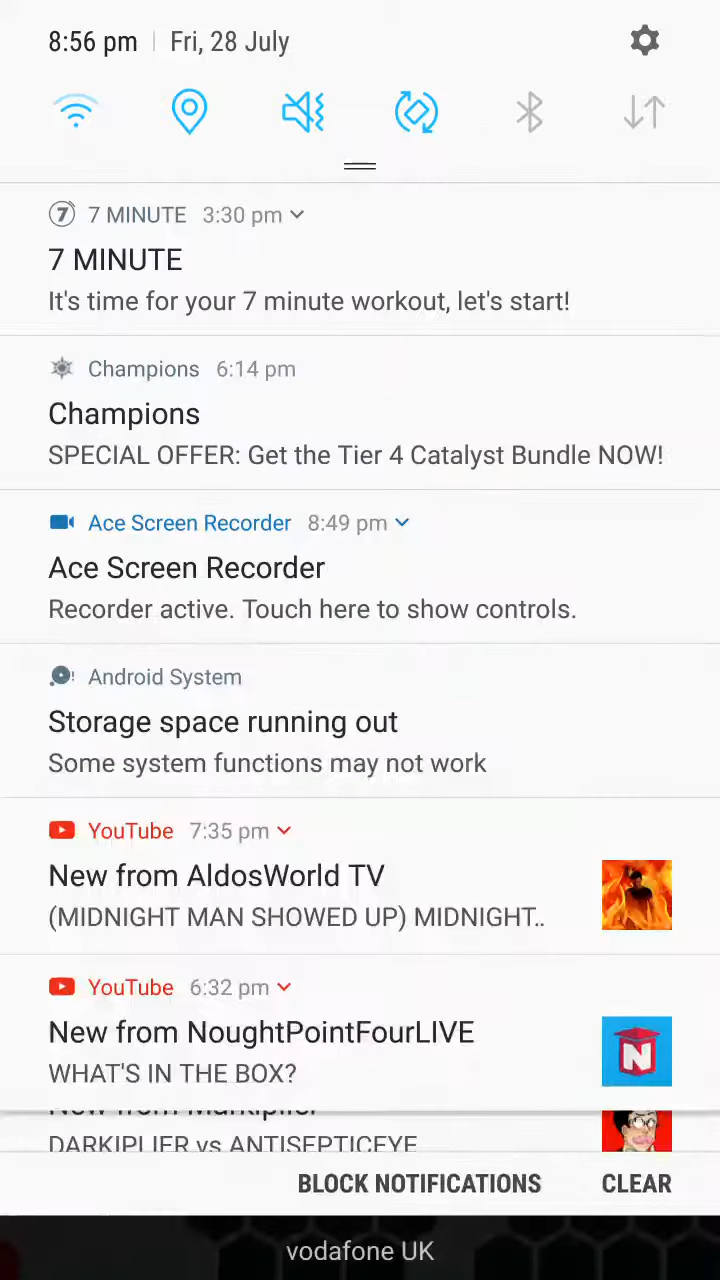 8:56 pm | Fri, 28 July
7 MINUTE 3:30 pm
7 MINUTE
It's time for your 7 minute workout, let's start!
Champions 6:14 pm
Champions
SPECIAL OFFER: Get the Tier 4 Catalyst Bundle NOW!
Ace Screen Recorder 8:49 pm
Ace Screen Recorder
Recorder active. Touch here to show controls.
Android System
Storage space running out
Some system functions may not work
YouTube 7:35 pm
New from AldosWorld TV
(MIDNIGHT MAN SHOWED UP) MIDNIGHT..
YouTube 6:32 pm
New from NoughtPointFourLIVE
WHAT'S IN THE BOX?
New from Markiplier
DARKIPLIER vs ANTISEPTICEYE
BLOCK NOTIFICATIONS CLEAR
vodafone UK